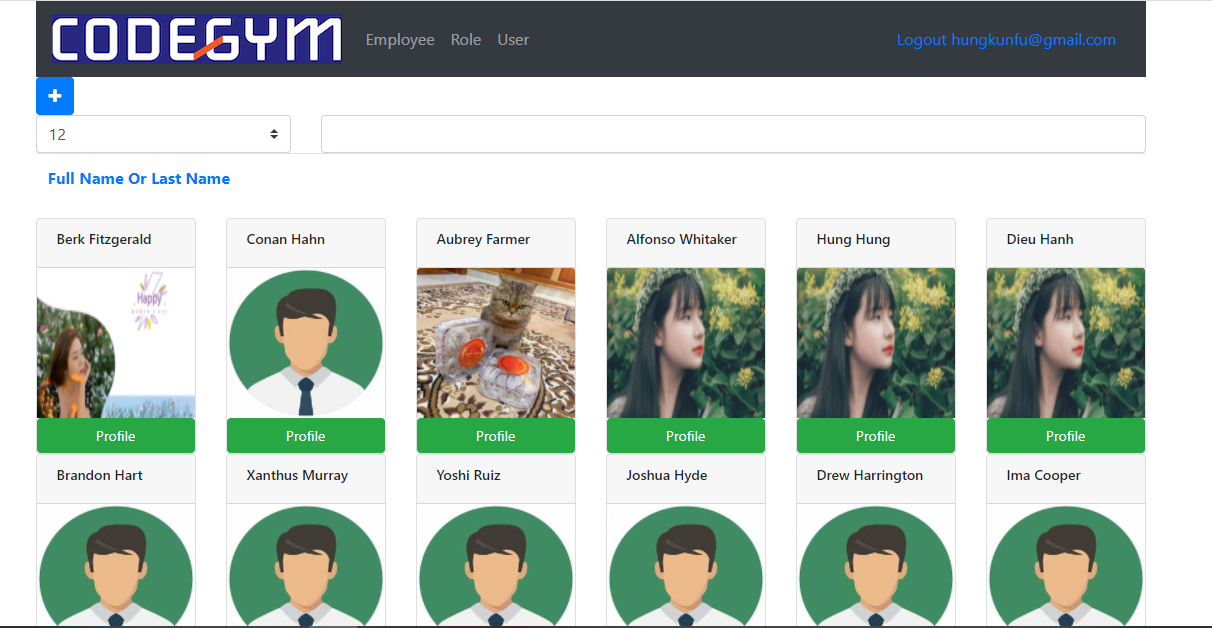 CODEGYM Employee Role User Logout hungkunfu@gmail.com
+
12
Full Name Or Last Name
Berk Fitzgerald Conan Hahn Aubrey Farmer Alfonso Whitaker Hung Hung Dieu Hanh
Happy
Profile Profile Profile Profile Profile Profile
Brandon Hart Xanthus Murray Yoshi Ruiz Joshua Hyde Drew Harrington Ima Cooper